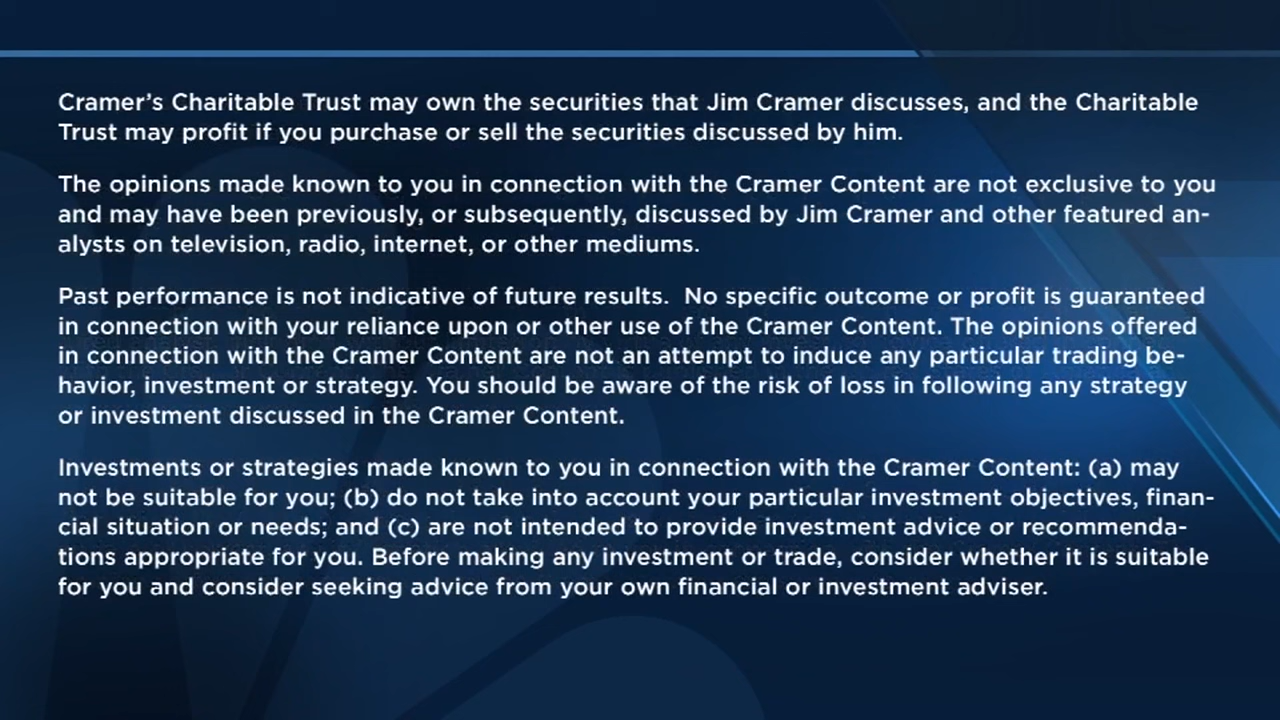 Cramer's Charitable Trust may own the securities that Jim Cramer discusses, and the Charitable
Trust may profit if you purchase or sell the securities discussed by him.
The opinions made known to you in connection with the Cramer Content are not exclusive to you
and may have been previously, or subsequently, discussed by Jim Cramer and other featured an-
alysts on television, radio, internet, or other mediums.
Past performance is not indicative of future results.  No specific outcome or profit is guaranteed
in connection with your reliance upon or other use of the Cramer Content. The opinions offered
in connection with the Cramer Content are not an attempt to induce any particular trading be-
havior, investment or strategy. You should be aware of the risk of loss in following any strategy
or investment discussed in the Cramer Content.
Investments or strategies made known to you in connection with the Cramer Content: (a) may
not be suitable for you; (b) do not take into account your particular investment objectives, finan-
cial situation or needs; and (c) are not intended to provide investment advice or recommenda-
tions appropriate for you. Before making any investment or trade, consider whether it is suitable
for you and consider seeking advice from your own financial or investment adviser.